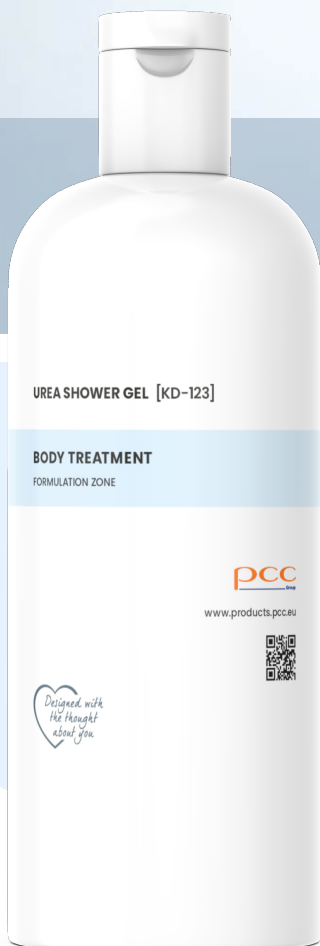 UREA SHOWER GEL [KD-123]
BODY TREATMENT
FORMULATION ZONE
pcc
Group
www.products.pcc.eu
Designed with
the thought
about you